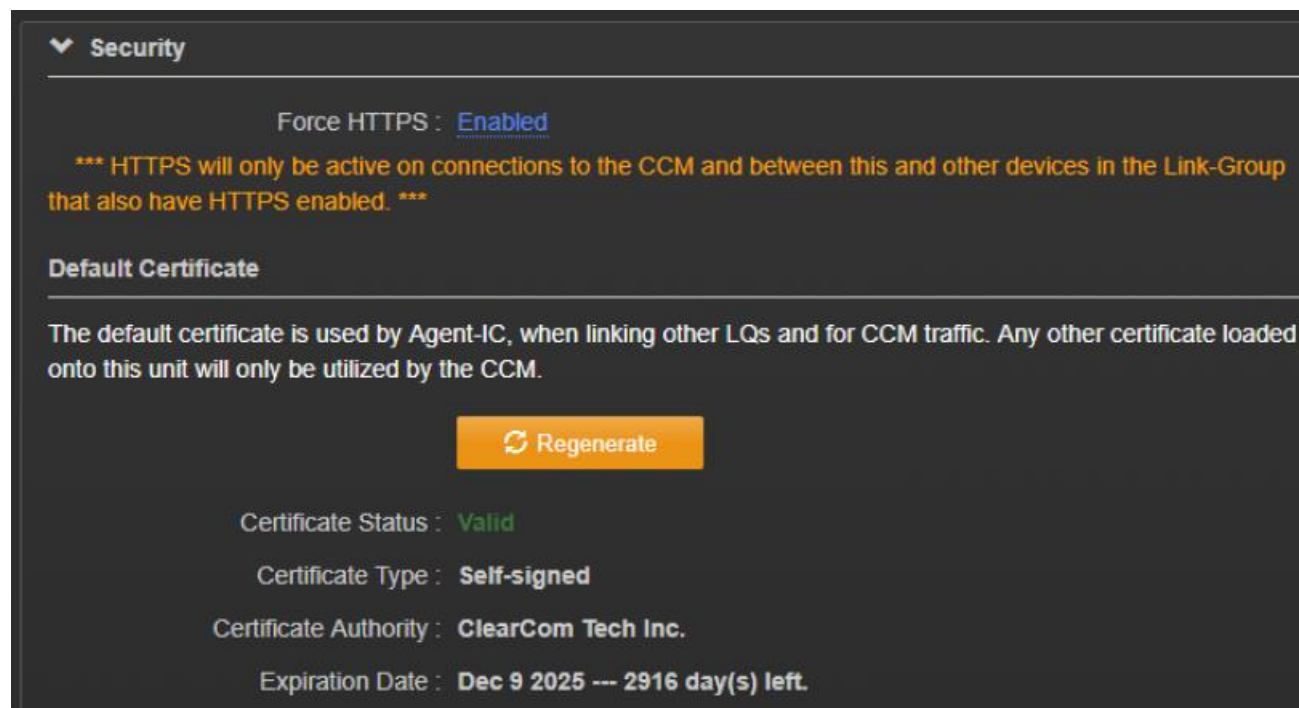 Security
Force HTTPS : Enabled
*** HTTPS will only be active on connections to the CCM and between this and other devices in the Link-Group
that also have HTTPS enabled. ***
Default Certificate
The default certificate is used by Agent-IC, when linking other LQs and for CCM traffic. Any other certificate loaded
onto this unit will only be utilized by the CCM.
Regenerate
Certificate Status : Valid
Certificate Type : Self-signed
Certificate Authority : ClearCom Tech Inc.
Expiration Date : Dec 9 2025 --- 2916 day(s) left.